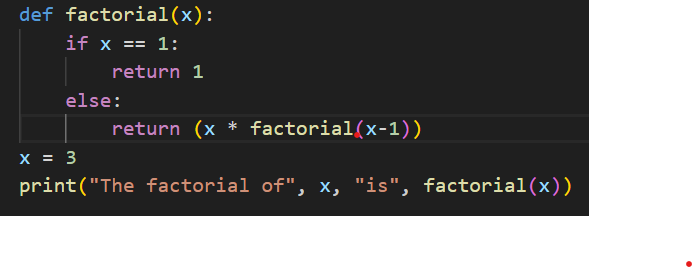 def factorial(x):
    if x == 1:
        return 1
    else:
        return (x * factorial(x-1))
x = 3
print("The factorial of", x, "is", factorial(x))